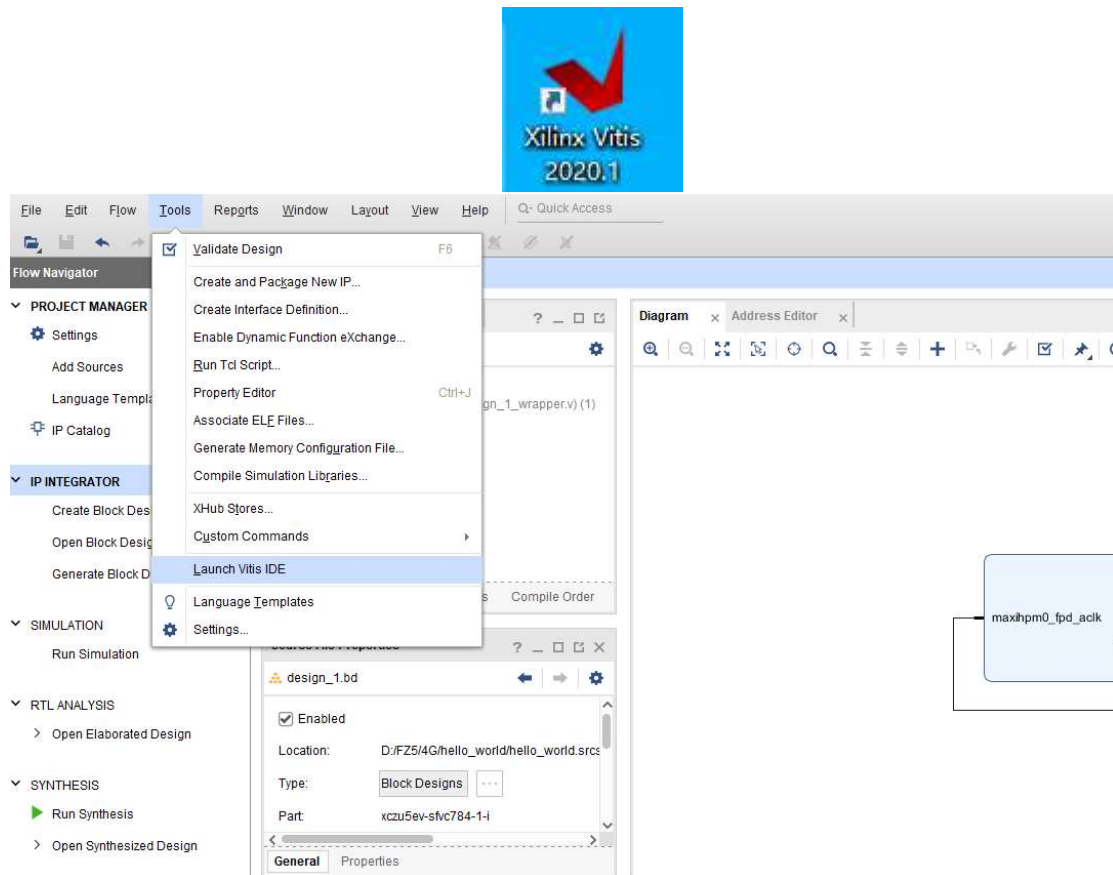 Xilinx Vitis
2020.1
File Edit Flow Tools Reports Window Layout View Help Quick Access
Flow Navigator
PROJECT MANAGER
Settings
Add Sources
Language Templa
IP Catalog
IP INTEGRATOR
Create Block Des
Open Block Desig
Generate Block D
SIMULATION
Run Simulation
RTL ANALYSIS
Open Elaborated Design
SYNTHESIS
Run Synthesis
Open Synthesized Design
Validate Design F6
Create and Package New IP...
Create Interface Definition...
Enable Dynamic Function eXchange...
Run Tcl Script...
Property Editor Ctrl+J
Associate ELF Files...
Generate Memory Configuration File...
Compile Simulation Libraries...
XHub Stores...
Custom Commands
Launch Vitis IDE
Language Templates
Settings...
gn_1_wrapper.v) (1)
s Compile Order
design_1.bd
Enabled
Location: D:/FZ5/4G/hello_world/hello_world.srcs
Type: Block Designs ...
Part: xczu5ev-sfvc784-1-i
General Properties
Diagram Address Editor
maxihpm0_fpd_aclk